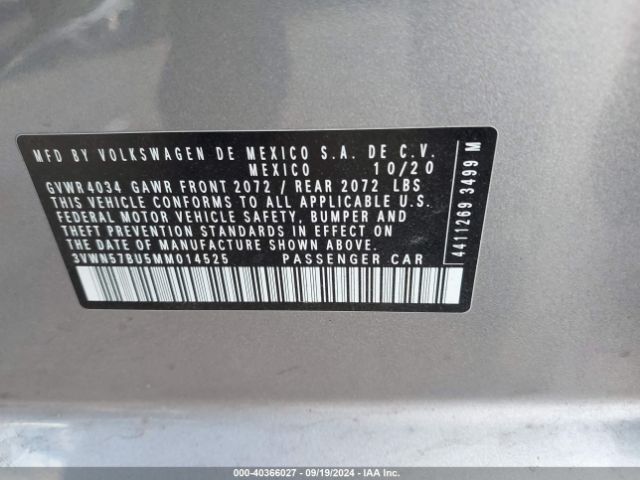 MFD BY VOLKSWAGEN DE MEXICO S.A. DE C.V.
MEXICO 10/20
GVWR 4034 GAWR FRONT 2072 / REAR 2072 LBS
THIS VEHICLE CONFORMS TO ALL APPLICABLE U.S.
FEDERAL MOTOR VEHICLE SAFETY, BUMPER AND
THEFT PREVENTION STANDARDS IN EFFECT ON
THE DATE OF MANUFACTURE SHOWN ABOVE
3VWN57BU5MM014525 PASSENGER CAR
4411269 3499 M
000-40366027 - 09/19/2024 - IAA Inc.